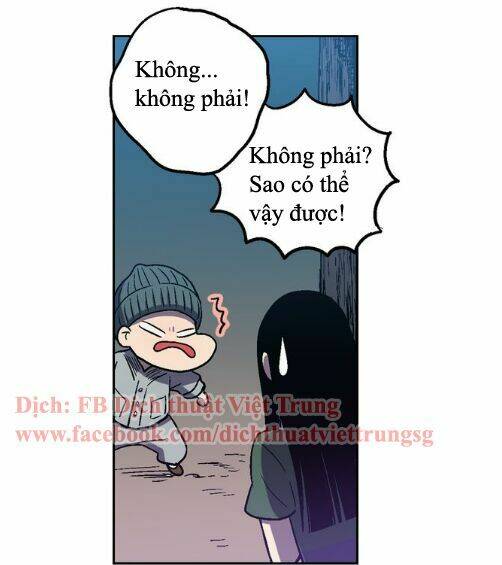 Không...
không phải!
Không phải?
Sao có thể
vậy được!
Dịch: FB Dịch thuật Việt Trung
www.facebook.com/dichthuatviettrungsg